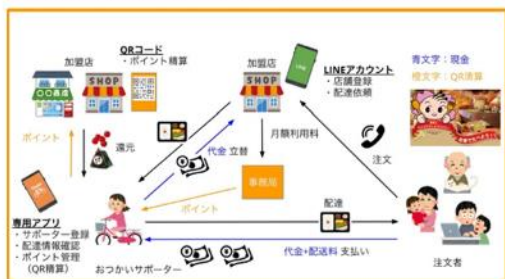 加盟店
QRコード
・ポイント精算
加盟店
LINEアカウント
・店舗登録
・配達依頼
青文字：現金
橙文字：QR清算
SHOP
SHOP
LINE
ポイント
還元
代金 立替
月額利用料
注文
事務局
ポイント
配達
専用アプリ
・サポーター登録
・配達情報確認
・ポイント管理
（QR精算）
おつかいサポーター
代金+配送料 支払い
注文者